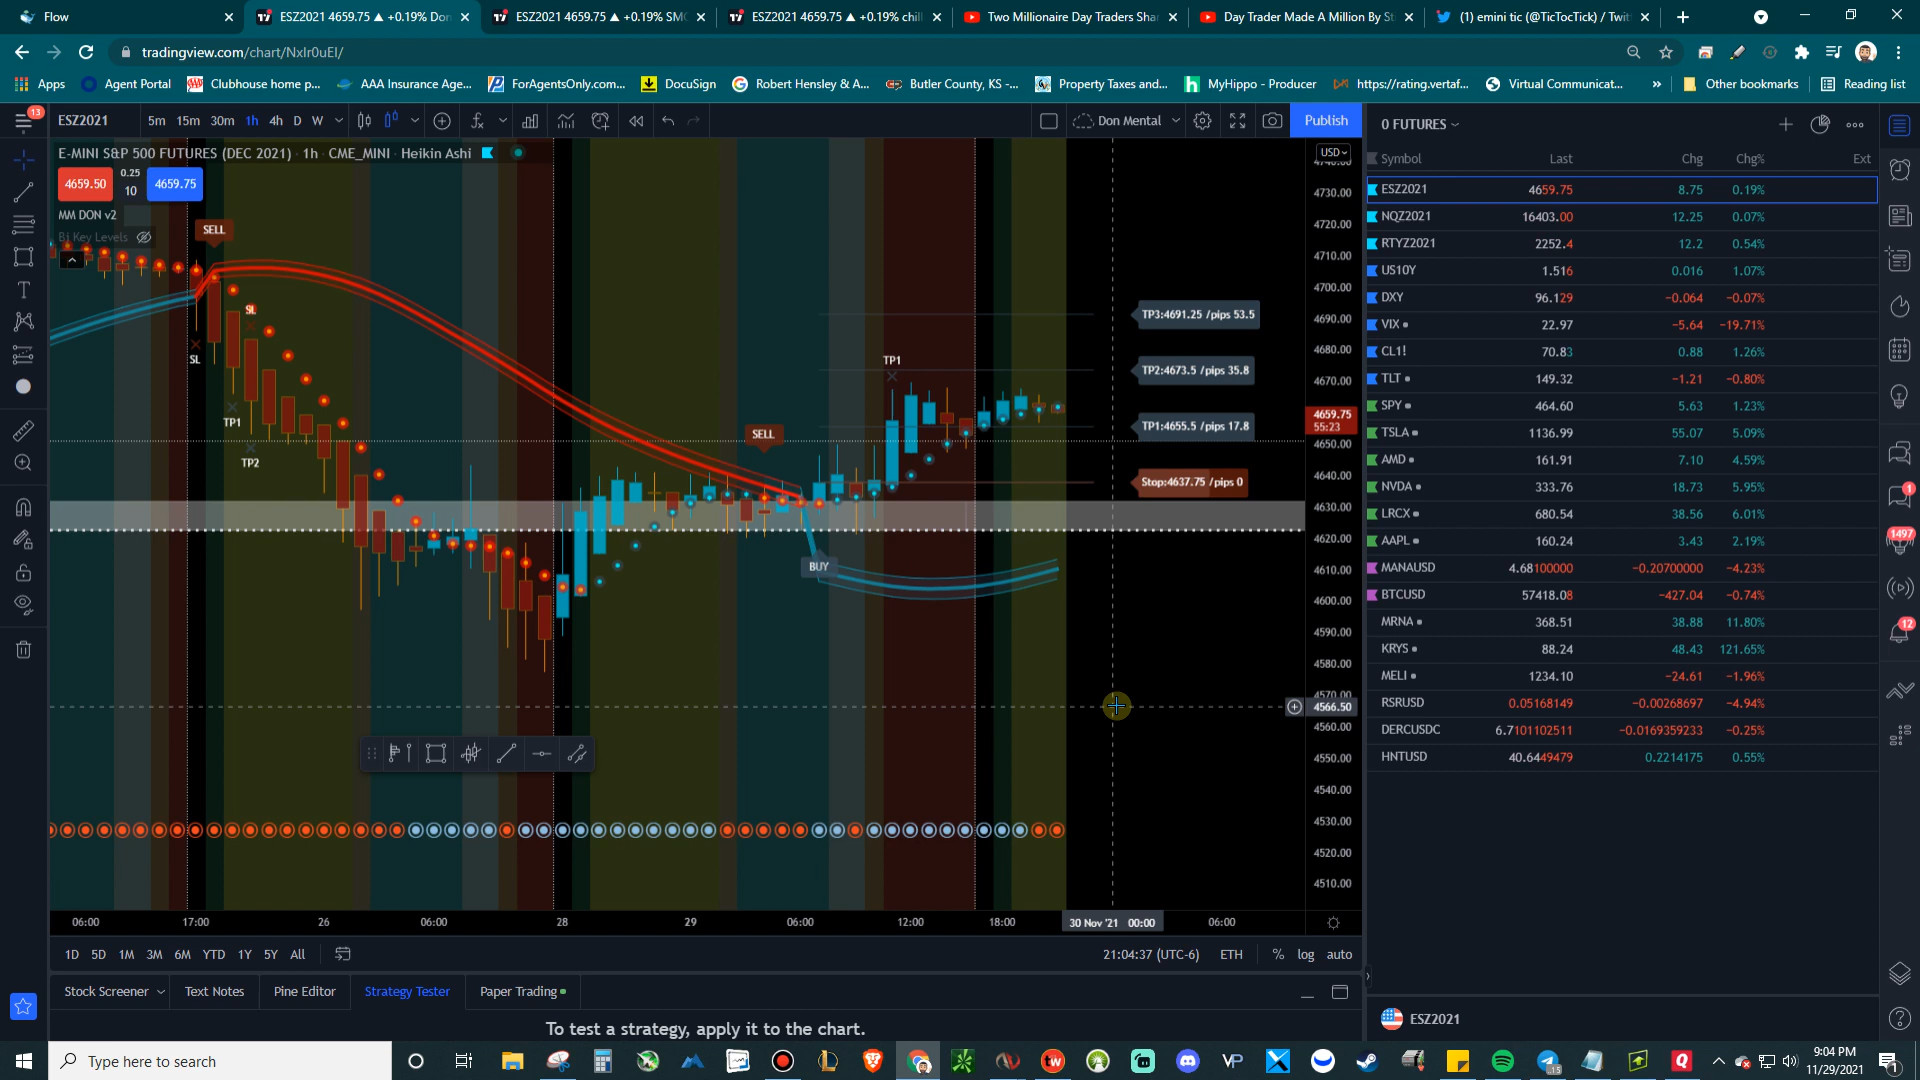 Flow
ESZ2021 4659.75 ▲ +0.19% Don
ESZ2021 4659.75 ▲ +0.19% SMC
ESZ2021 4659.75 ▲ +0.19% chil
Two Millionaire Day Traders Sha
Day Trader Made A Million By St
(1) emini tic (@TicTocTick) / Twit
tradingview.com/chart/NxIr0uEI/
Apps
Agent Portal
Clubhouse home p...
AAA Insurance Age...
ForAgentsOnly.com...
DocuSign
Robert Hensley & A...
Butler County, KS -...
Property Taxes and...
MyHippo - Producer
https://rating.vertaf...
Virtual Communicat...
»
Other bookmarks
Reading list
13
ESZ2021
5m 15m 30m 1h 4h D W
Don Mental
Publish
E-MINI S&P 500 FUTURES (DEC 2021) · 1h · CME_MINI · Heikin Ashi
4659.50
0.25
10
4659.75
MM DON v2
Bj Key Levels
SELL
SL
SL
TP1
TP2
SELL
BUY
TP1
TP3:4691.25 /pips 53.5
TP2:4673.5 /pips 35.8
TP1:4655.5 /pips 17.8
Stop:4637.75 /pips 0
USD
4740.00
4730.00
4720.00
4710.00
4700.00
4690.00
4680.00
4670.00
4659.75
55:23
4650.00
4640.00
4630.00
4620.00
4610.00
4600.00
4590.00
4580.00
4570.00
4566.50
4560.00
4550.00
4540.00
4530.00
4520.00
4510.00
06:00 17:00 26 06:00 28 29 06:00 12:00 18:00 30 Nov '21 00:00 06:00
1D 5D 1M 3M 6M YTD 1Y 5Y All
21:04:37 (UTC-6) ETH % log auto
Stock Screener
Text Notes
Pine Editor
Strategy Tester
Paper Trading
To test a strategy, apply it to the chart.
0 FUTURES
Symbol Last Chg Chg% Ext
ESZ2021 4659.75 8.75 0.19%
NQZ2021 16403.00 12.25 0.07%
RTYZ2021 2252.4 12.2 0.54%
US10Y 1.516 0.016 1.07%
DXY 96.129 −0.064 −0.07%
VIX 22.97 −5.64 −19.71%
CL1! 70.83 0.88 1.26%
TLT 149.32 −1.21 −0.80%
SPY 464.60 5.63 1.23%
TSLA 1136.99 55.07 5.09%
AMD 161.91 7.10 4.59%
NVDA 333.76 18.73 5.95%
LRCX 680.54 38.56 6.01%
AAPL 160.24 3.43 2.19%
MANAUSD 4.68100000 −0.20700000 −4.23%
BTCUSD 57418.08 −427.04 −0.74%
MRNA 368.51 38.88 11.80%
KRYS 88.24 48.43 121.65%
MELI 1234.10 −24.61 −1.96%
RSRUSD 0.05168149 −0.00268697 −4.94%
DERCUSDC 6.7101102511 −0.0169359233 −0.25%
HNTUSD 40.6449479 0.2214175 0.55%
ESZ2021
1
1497
12
Type here to search
VP
15
9:04 PM
11/29/2021
1